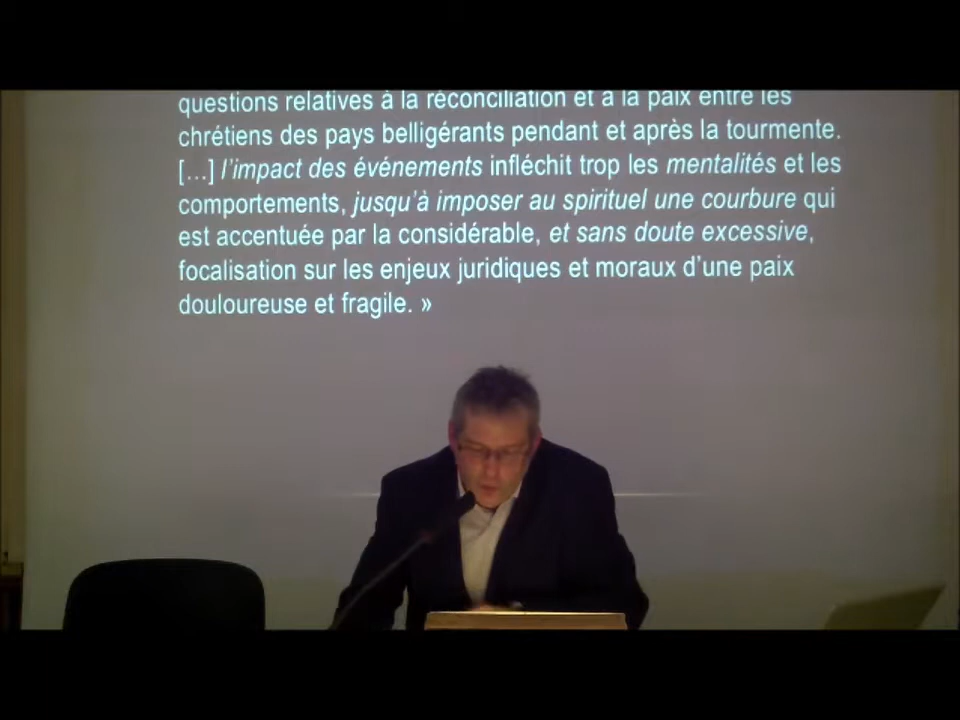 questions relatives à la réconciliation et à la paix entre les
chrétiens des pays belligérants pendant et après la tourmente.
[…] l’impact des événements infléchit trop les mentalités et les
comportements, jusqu’à imposer au spirituel une courbure qui
est accentuée par la considérable, et sans doute excessive,
focalisation sur les enjeux juridiques et moraux d’une paix
douloureuse et fragile. »